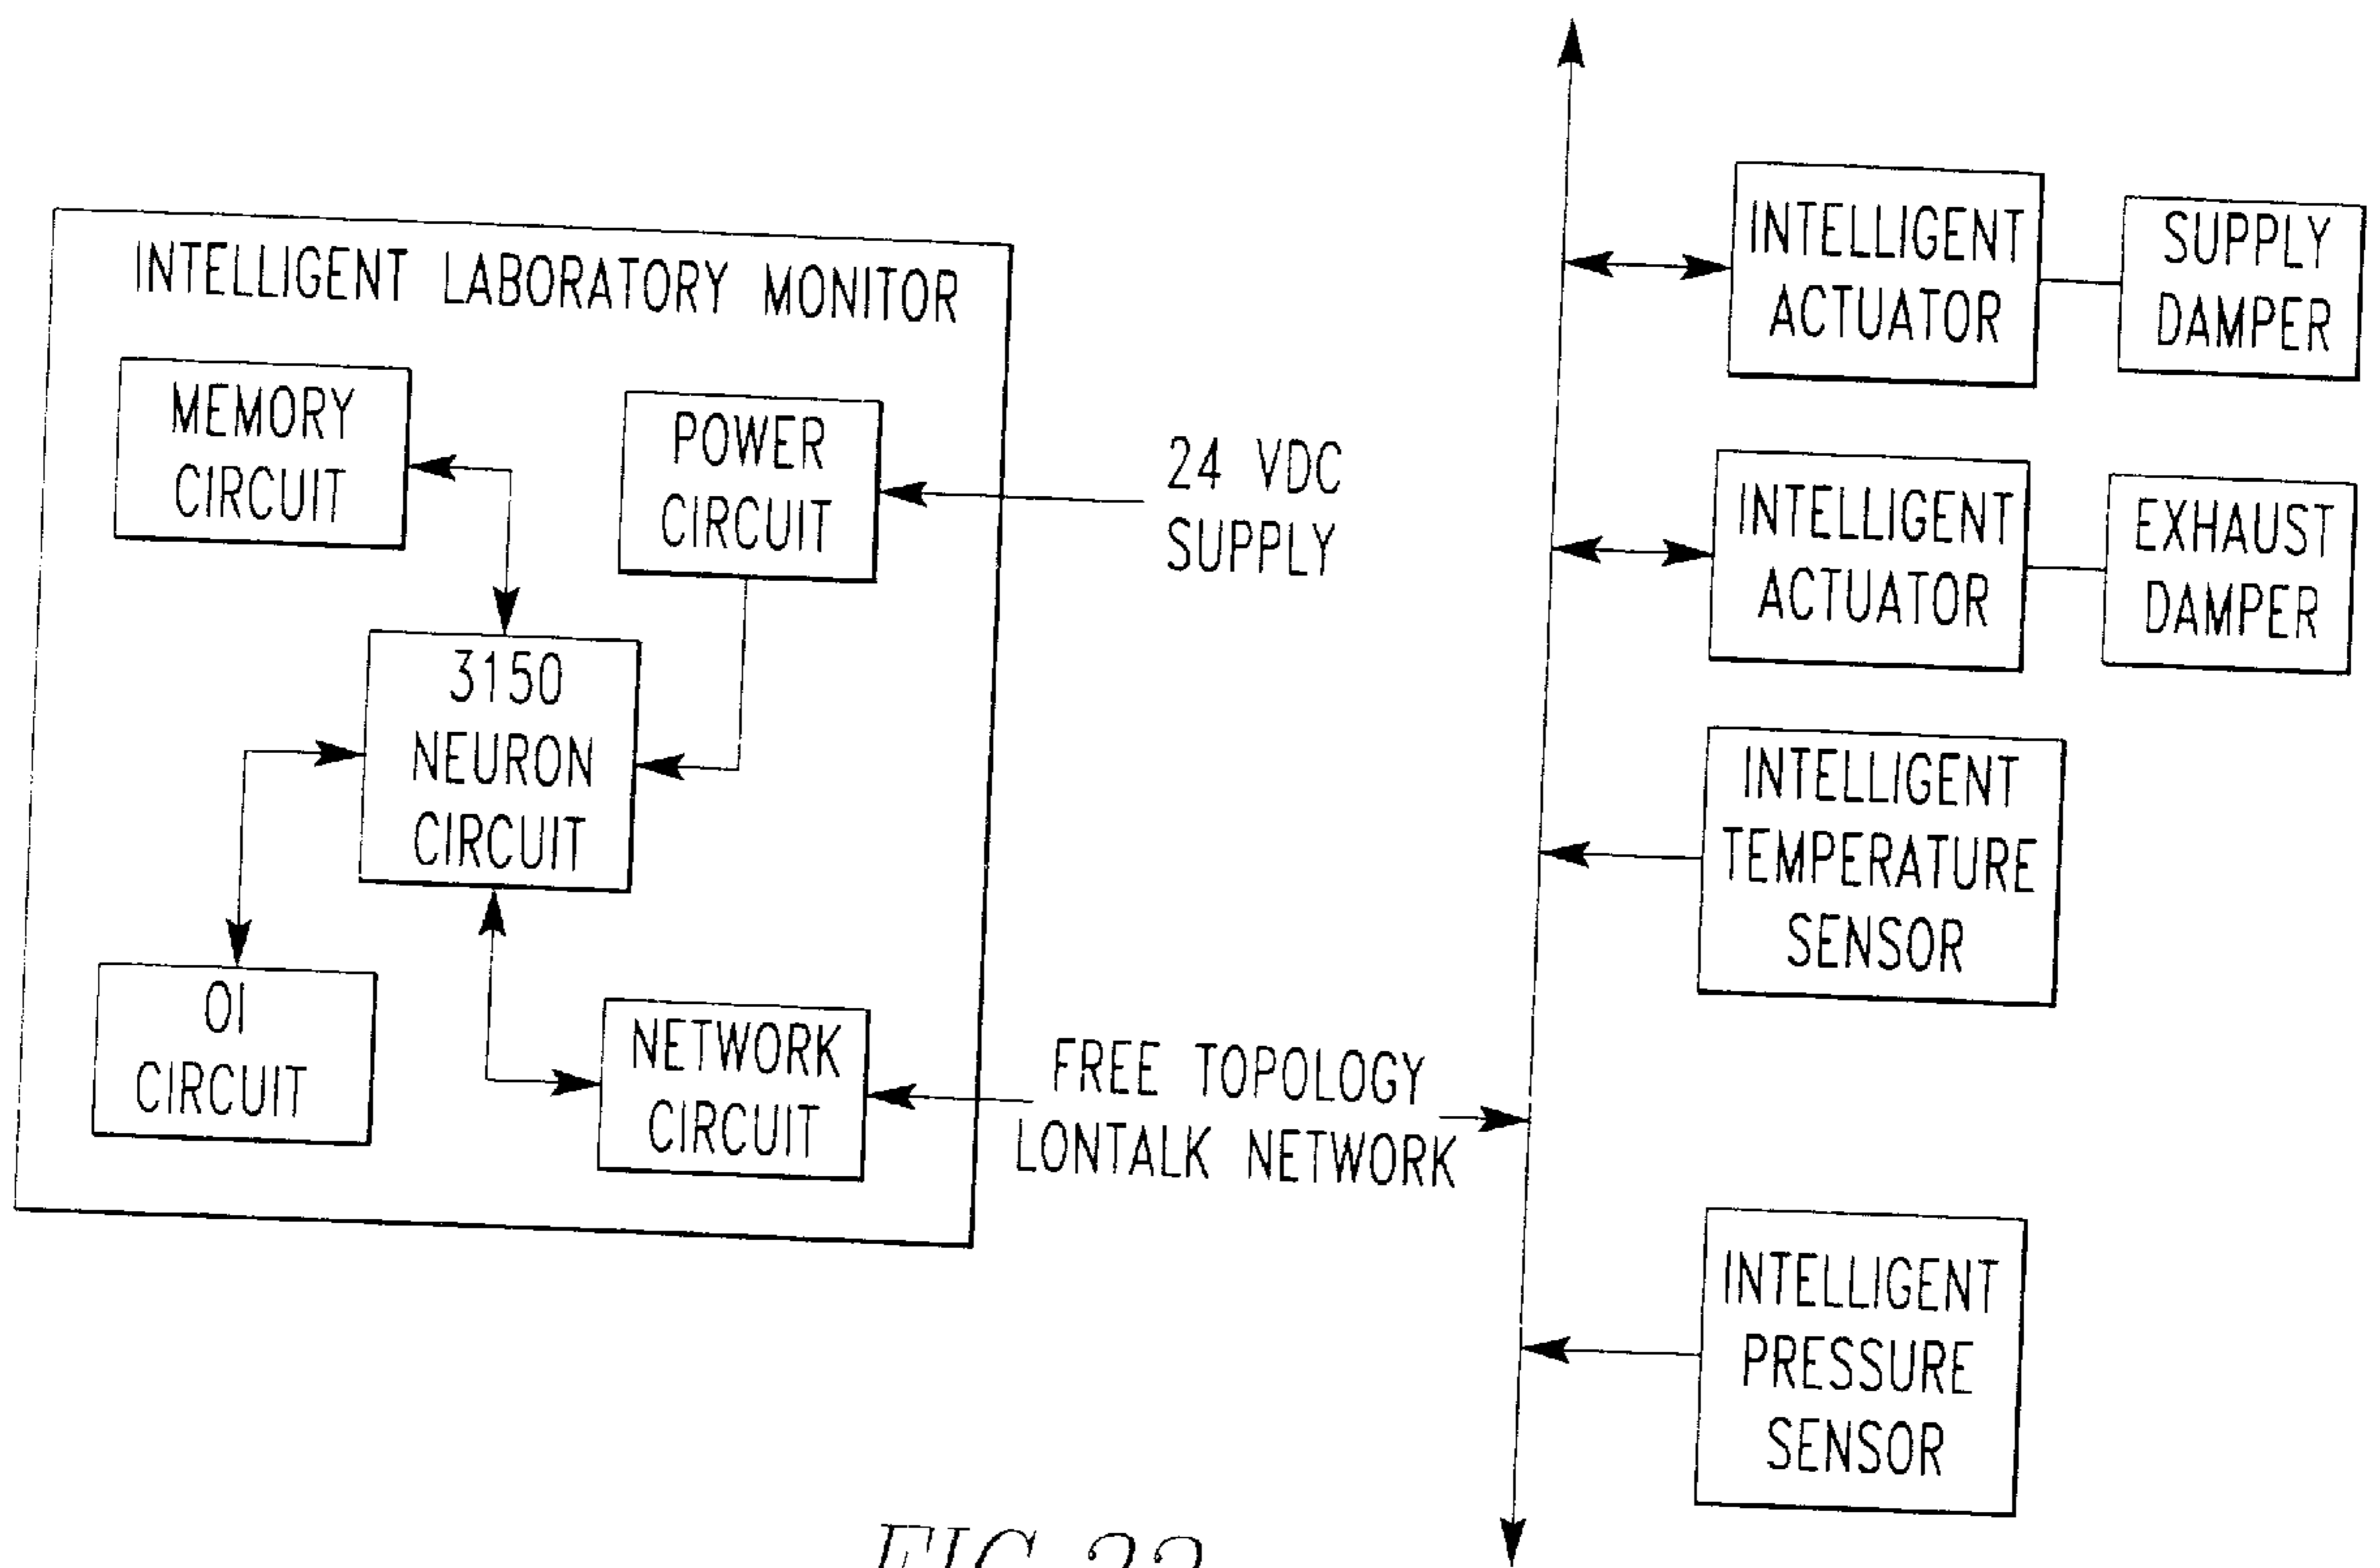 INTELLIGENT LABORATORY MONITOR
MEMORY
CIRCUIT
POWER
CIRCUIT
3150
NEURON
CIRCUIT
OI
CIRCUIT
NETWORK
CIRCUIT
24 VDC
SUPPLY
FREE TOPOLOGY
LONTALK NETWORK
INTELLIGENT
ACTUATOR
SUPPLY
DAMPER
INTELLIGENT
ACTUATOR
EXHAUST
DAMPER
INTELLIGENT
TEMPERATURE
SENSOR
INTELLIGENT
PRESSURE
SENSOR